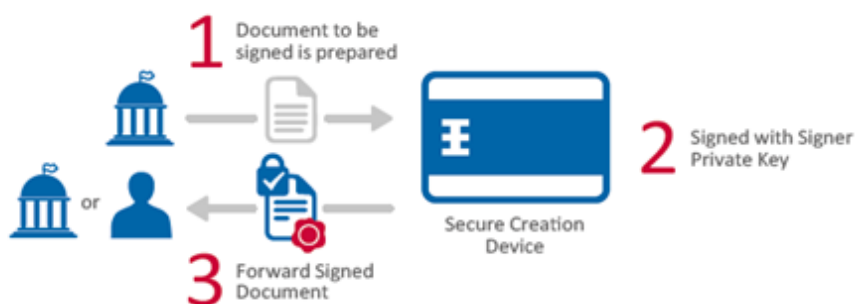 1
Document to be
signed is prepared
2
Signed with Signer
Private Key
or
Secure Creation
Device
3
Forward Signed
Document